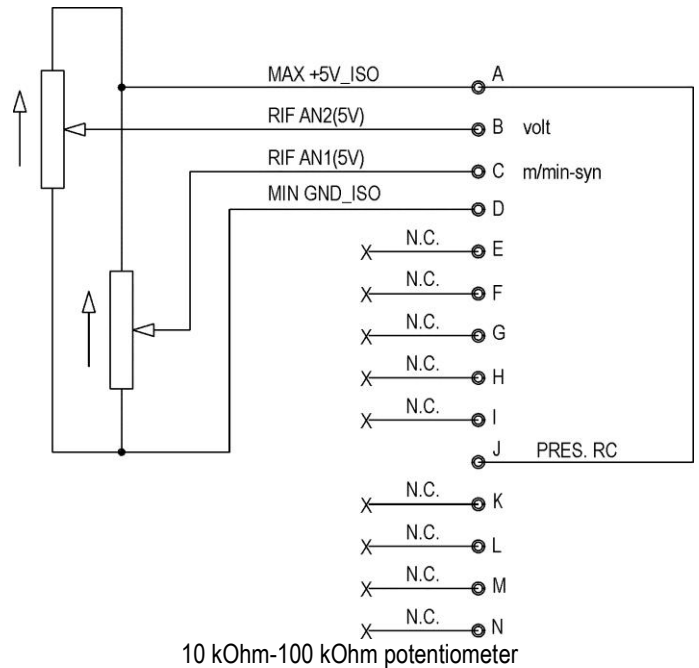 MAX +5V_ISO A
RIF AN2(5V) B volt
RIF AN1(5V) C m/min-syn
MIN GND_ISO D
N.C. E
N.C. F
N.C. G
N.C. H
N.C. I
J PRES. RC
N.C. K
N.C. L
N.C. M
N.C. N
10 kOhm-100 kOhm potentiometer